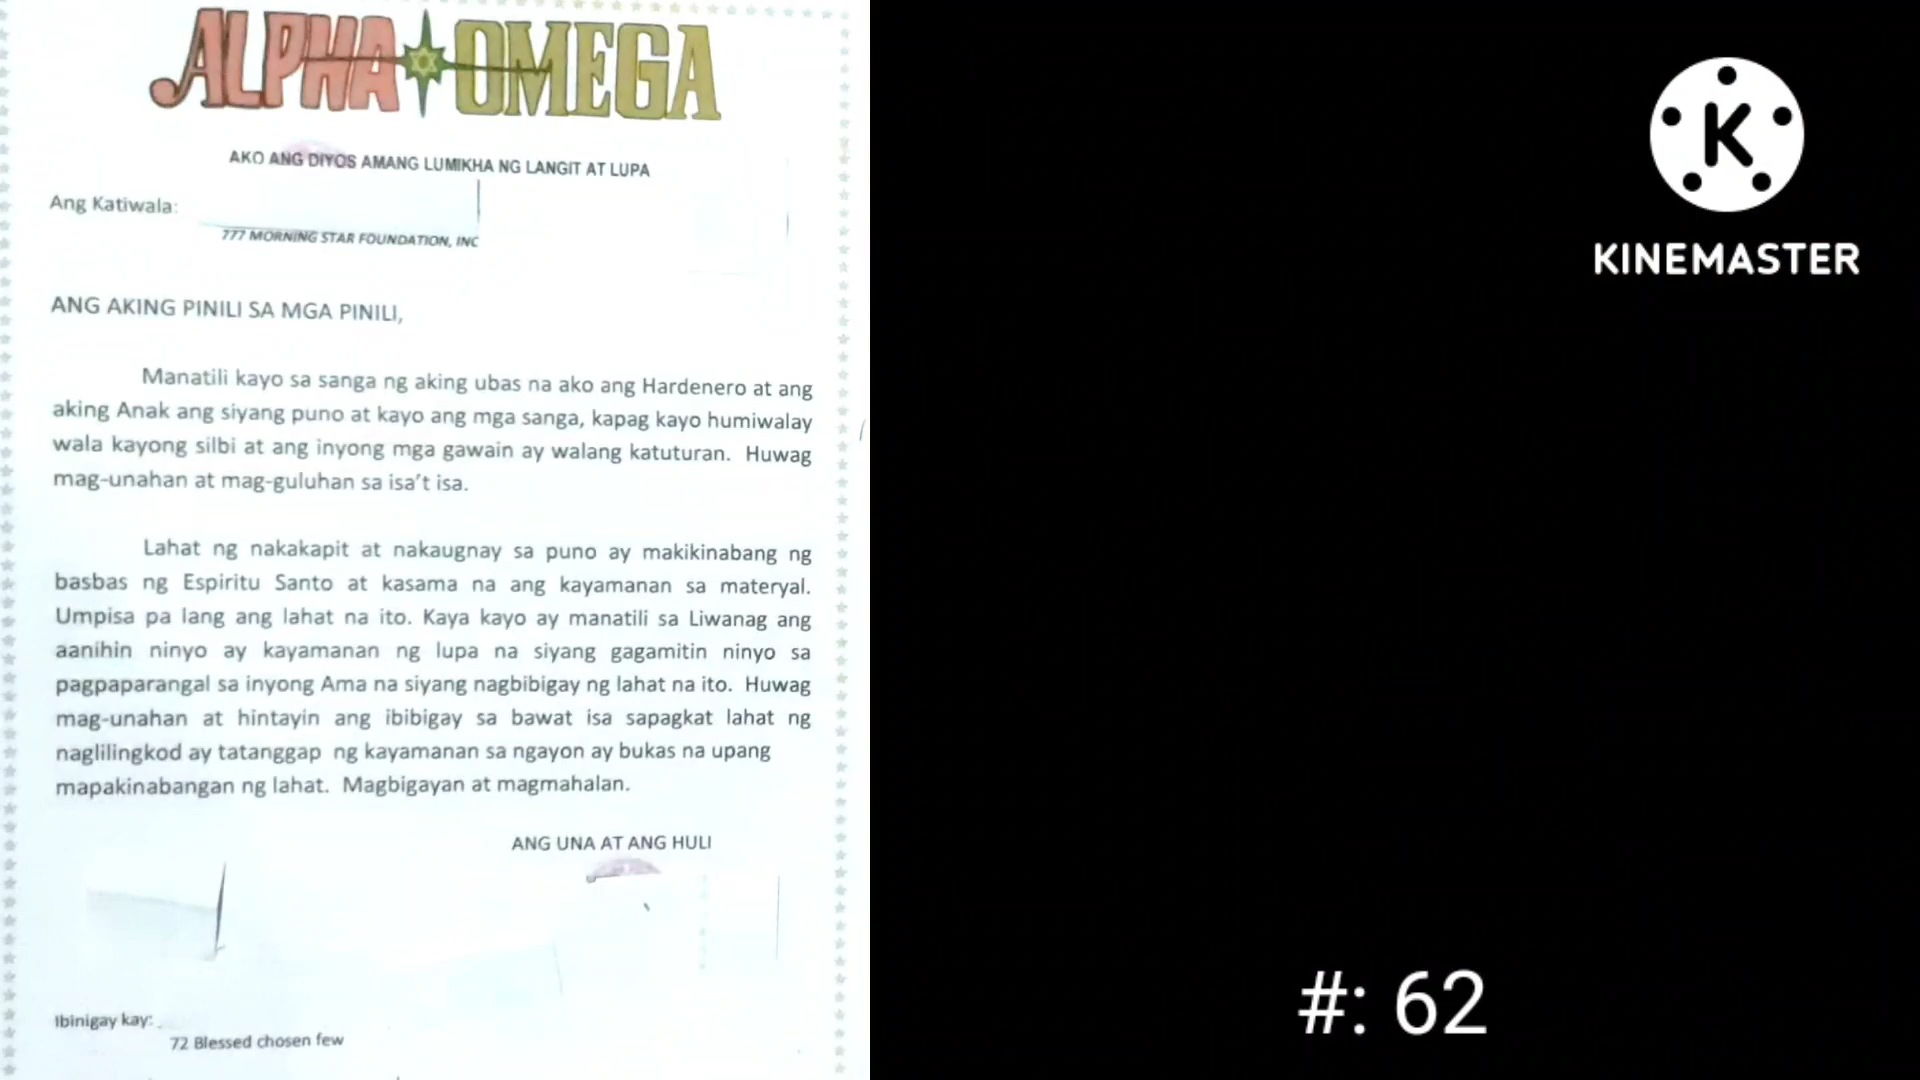 ALPHA OMEGA
AKO ANG DIYOS AMANG LUMIKHA NG LANGIT AT LUPA
Ang Katiwala:
777 MORNING STAR FOUNDATION, INC
ANG AKING PINILI SA MGA PINILI,
Manatili kayo sa sanga ng aking ubas na ako ang Hardenero at ang
aking Anak ang siyang puno at kayo ang mga sanga, kapag kayo humiwalay
wala kayong silbi at ang inyong mga gawain ay walang katuturan. Huwag
mag-unahan at mag-guluhan sa isa't isa.
Lahat ng nakakapit at nakaugnay sa puno ay makikinabang ng
basbas ng Espiritu Santo at kasama na ang kayamanan sa materyal.
Umpisa pa lang ang lahat na ito. Kaya kayo ay manatili sa Liwanag ang
aanihin ninyo ay kayamanan ng lupa na siyang gagamitin ninyo sa
pagpaparangal sa inyong Ama na siyang nagbibigay ng lahat na ito. Huwag
mag-unahan at hintayin ang ibibigay sa bawat isa sapagkat lahat ng
naglilingkod ay tatanggap ng kayamanan sa ngayon ay bukas na upang
mapakinabangan ng lahat. Magbigayan at magmahalan.
ANG UNA AT ANG HULI
Ibinigay kay:
72 Blessed chosen few
K
KINEMASTER
#: 62